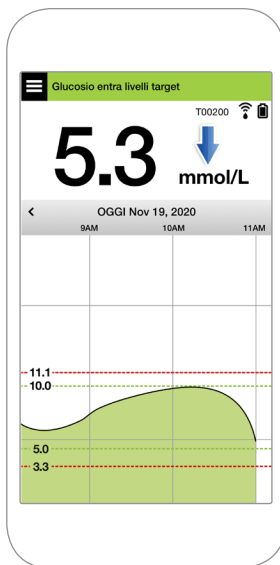 Glucosio entra livelli target
T00200
5.3
mmol/L
OGGI Nov 19, 2020
9AM 10AM 11AM
11.1
10.0
5.0
3.3